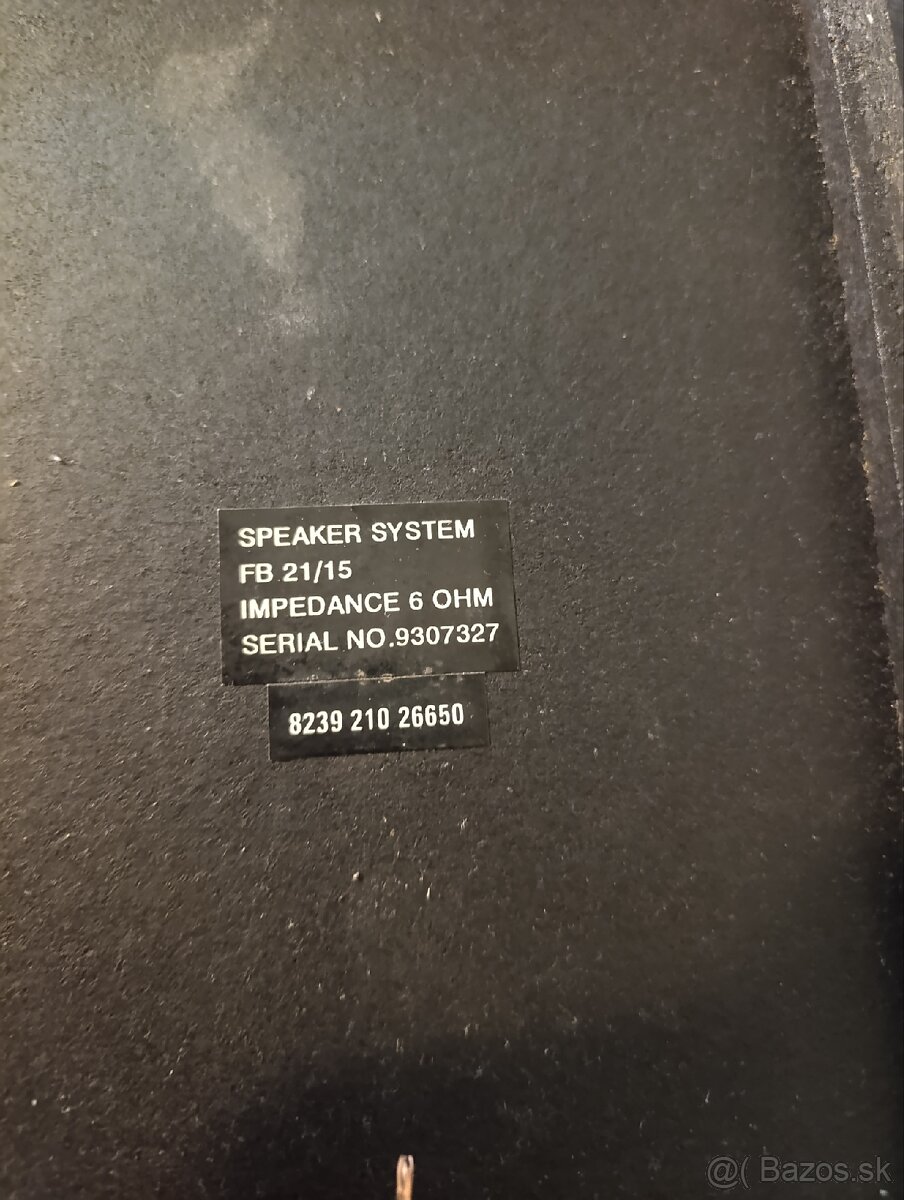 SPEAKER SYSTEM
FB 21/15
IMPEDANCE 6 OHM
SERIAL NO.9307327
8239 210 26650
@( Bazos.sk